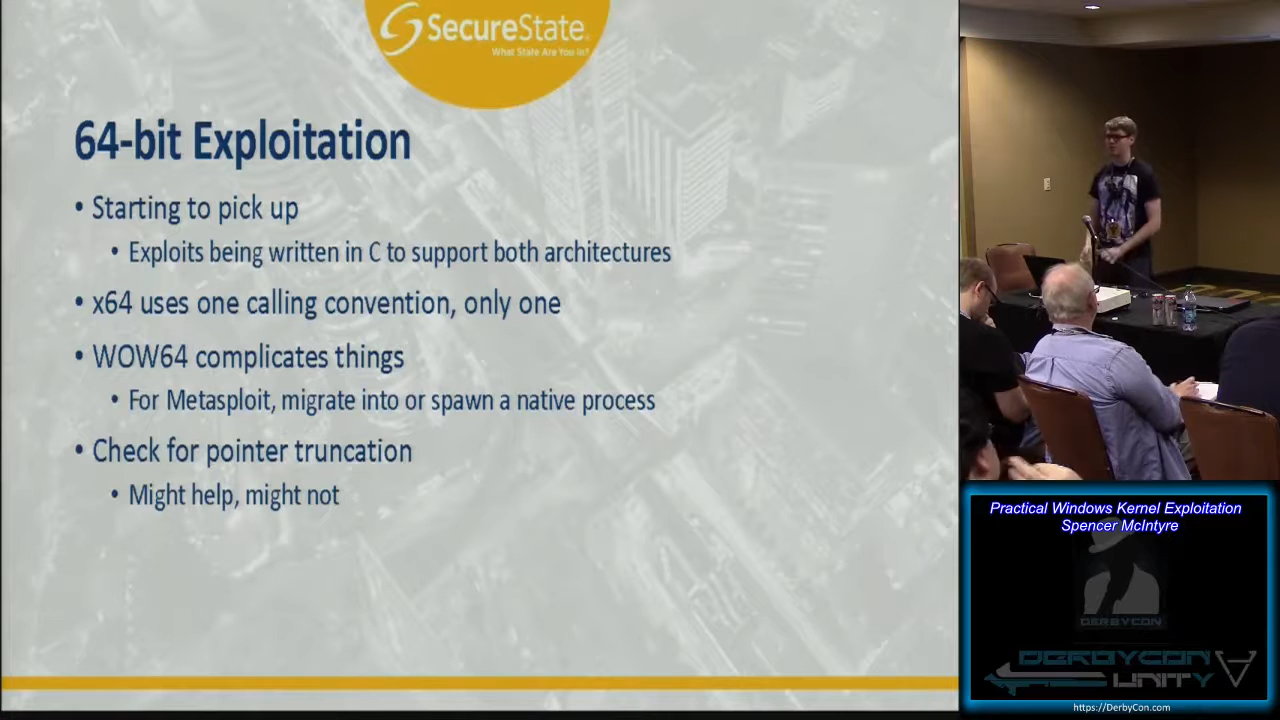 SecureState
What State Are You In?
64-bit Exploitation
• Starting to pick up
• Exploits being written in C to support both architectures
• x64 uses one calling convention, only one
• WOW64 complicates things
• For Metasploit, migrate into or spawn a native process
• Check for pointer truncation
• Might help, might not
Practical Windows Kernel Exploitation
Spencer McIntyre
DERBYCON
DERBYCON
UNITY
https://DerbyCon.com